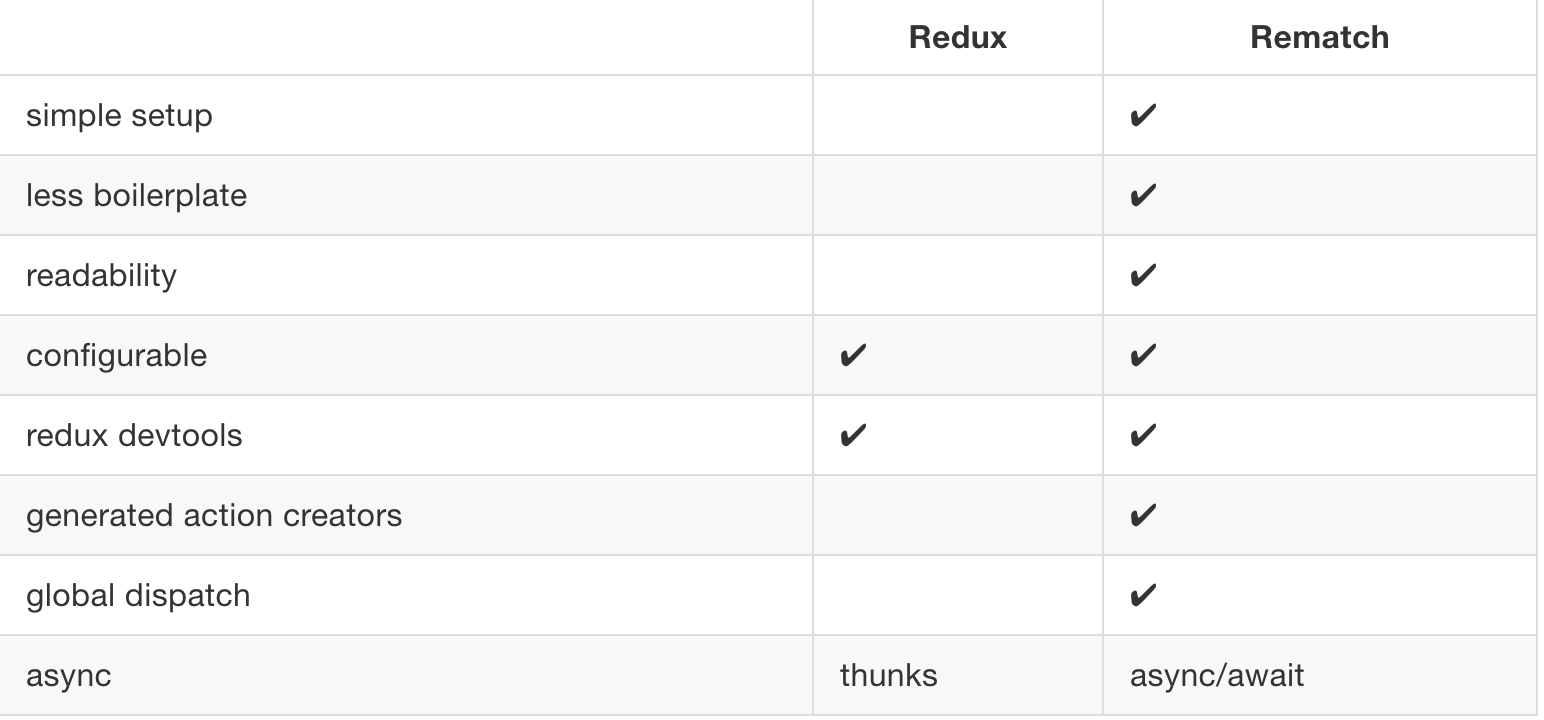 Redux Rematch
simple setup ✔
less boilerplate ✔
readability ✔
configurable ✔ ✔
redux devtools ✔ ✔
generated action creators ✔
global dispatch ✔
async thunks async/await